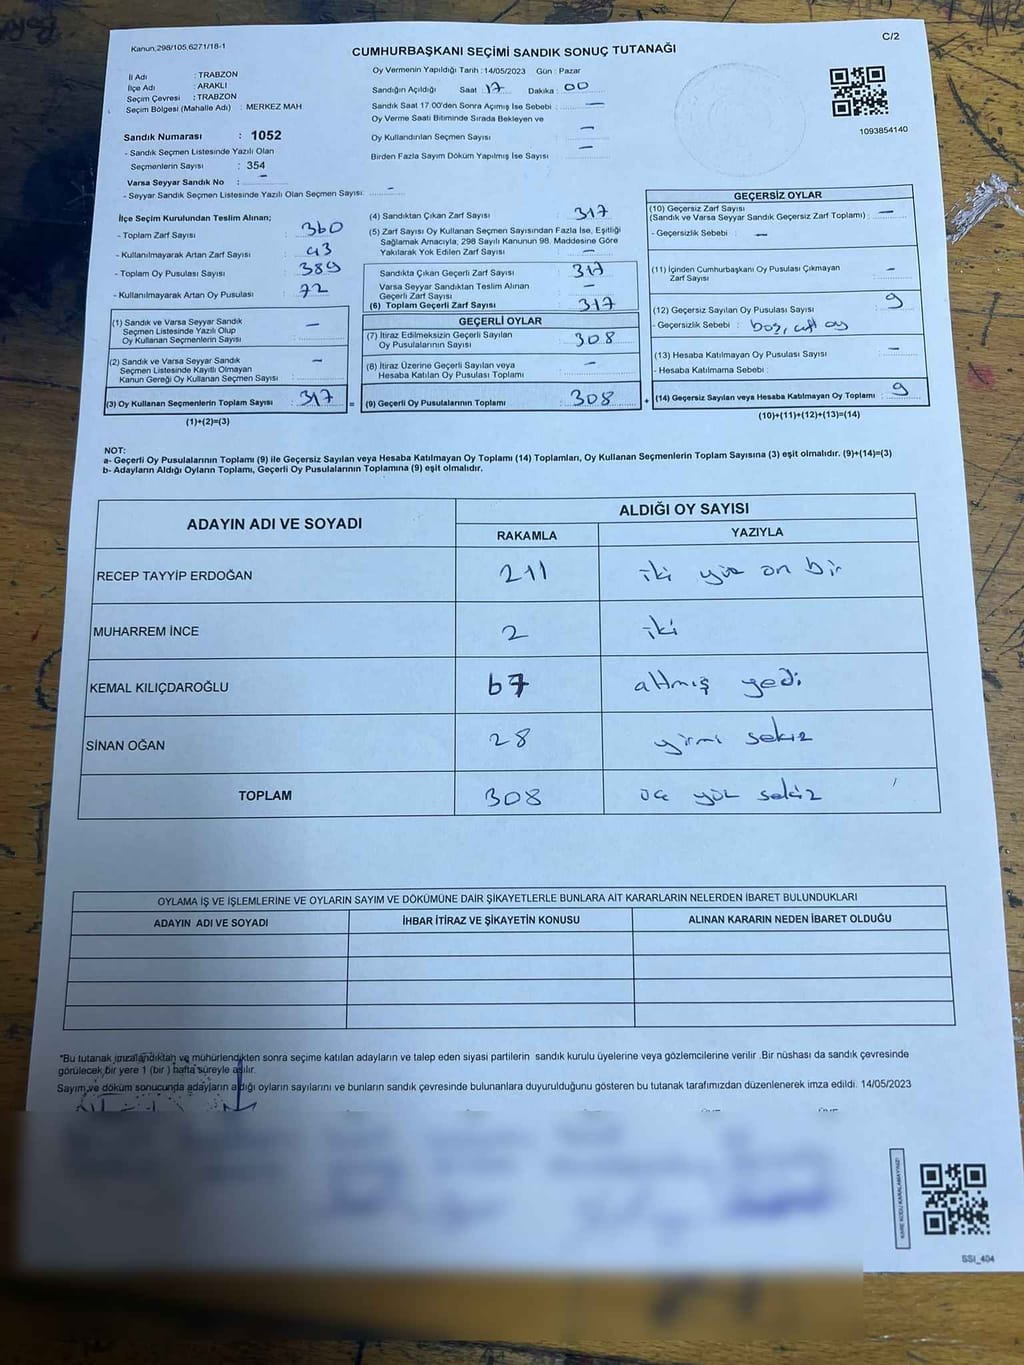 Kanun,298/105,6271/18-1
C/2
CUMHURBAŞKANI SEÇİMİ SANDIK SONUÇ TUTANAĞI
İl Adı : TRABZON
İlçe Adı : ARAKLI
Seçim Çevresi : TRABZON
Seçim Bölgesi (Mahalle Adı) : MERKEZ MAH
Sandık Numarası : 1052
- Sandık Seçmen Listesinde Yazılı Olan
Seçmenlerin Sayısı : 354
Varsa Seyyar Sandık No : –
- Seyyar Sandık Seçmen Listesinde Yazılı Olan Seçmen Sayısı: –
Oy Vermenin Yapıldığı Tarih :14/05/2023 Gün : Pazar
Sandığın Açıldığı Saat 17 Dakika : 00
Sandık Saat 17.00'den Sonra Açımış İse Sebebi : –
Oy Verme Saati Bitiminde Sırada Bekleyen ve
Oy Kullandırılan Seçmen Sayısı –
Birden Fazla Sayım Döküm Yapılmış İse Sayısı –
1093854140
İlçe Seçim Kurulundan Teslim Alınan;
- Toplam Zarf Sayısı : 360
- Kullanılmayarak Artan Zarf Sayısı : 43
- Toplam Oy Pusulası Sayısı : 389
- Kullanılmayarak Artan Oy Pusulası : 72
(1) Sandık ve Varsa Seyyar Sandık
Seçmen Listesinde Yazılı Olup
Oy Kullanan Seçmenlerin Sayısı : –
(2) Sandık ve Varsa Seyyar Sandık
Seçmen Listesinde Kayıtlı Olmayan
Kanun Gereği Oy Kullanan Seçmen Sayısı : –
(3) Oy Kullanan Seçmenlerin Toplam Sayısı : 317
(1)+(2)=(3)
(4) Sandıktan Çıkan Zarf Sayısı : 317
(5) Zarf Sayısı Oy Kullanan Seçmen Sayısından Fazla İse, Eşitliği
Sağlamak Amacıyla, 298 Sayılı Kanunun 98. Maddesine Göre
Yakılarak Yok Edilen Zarf Sayısı : –
Sandıkta Çıkan Geçerli Zarf Sayısı : 317
Varsa Seyyar Sandıktan Teslim Alınan
Geçerli Zarf Sayısı : –
(6) Toplam Geçerli Zarf Sayısı : 317
GEÇERLİ OYLAR
(7) İtiraz Edilmeksizin Geçerli Sayılan
Oy Pusulalarının Sayısı : 308
(8) İtiraz Üzerine Geçerli Sayılan veya
Hesaba Katılan Oy Pusulası Toplamı : –
= (9) Geçerli Oy Pusulalarının Toplamı : 308
GEÇERSİZ OYLAR
(10) Geçersiz Zarf Sayısı
(Sandık ve Varsa Seyyar Sandık Geçersiz Zarf Toplamı) : –
- Geçersizlik Sebebi : –
(11) İçinden Cumhurbaşkanı Oy Pusulası Çıkmayan
Zarf Sayısı : –
(12) Geçersiz Sayılan Oy Pusulası Sayısı : 9
- Geçersizlik Sebebi : boş, çift oy
(13) Hesaba Katılmayan Oy Pusulası Sayısı : –
- Hesaba Katılmama Sebebi :
+ (14) Geçersiz Sayılan veya Hesaba Katılmayan Oy Toplamı : 9
(10)+(11)+(12)+(13)=(14)
NOT:
a- Geçerli Oy Pusulalarının Toplamı (9) ile Geçersiz Sayılan veya Hesaba Katılmayan Oy Toplamı (14) Toplamları, Oy Kullanan Seçmenlerin Toplam Sayısına (3) eşit olmalıdır. (9)+(14)=(3)
b- Adayların Aldığı Oyların Toplamı, Geçerli Oy Pusulalarının Toplamına (9) eşit olmalıdır.
ADAYIN ADI VE SOYADI ALDIĞI OY SAYISI
RAKAMLA YAZIYLA
RECEP TAYYİP ERDOĞAN 211 iki yüz on bir
MUHARREM İNCE 2 iki
KEMAL KILIÇDAROĞLU 67 altmış yedi
SİNAN OĞAN 28 yirmi sekiz
TOPLAM 308 üç yüz sekiz
OYLAMA İŞ VE İŞLEMLERİNE VE OYLARIN SAYIM VE DÖKÜMÜNE DAİR ŞİKAYETLERLE BUNLARA AİT KARARLARIN NELERDEN İBARET BULUNDUKLARI
ADAYIN ADI VE SOYADI İHBAR İTİRAZ VE ŞİKAYETİN KONUSU ALINAN KARARIN NEDEN İBARET OLDUĞU
*Bu tutanak imzalandıktan ve mühürlendikten sonra seçime katılan adayların ve talep eden siyasi partilerin sandık kurulu üyelerine veya gözlemcilerine verilir .Bir nüshası da sandık çevresinde
görülecek bir yere 1 (bir ) hafta süreyle asılır.
Sayım ve döküm sonucunda adayların aldığı oyların sayılarını ve bunların sandık çevresinde bulunanlara duyurulduğunu gösteren bu tutanak tarafımızdan düzenlenerek imza edildi. 14/05/2023
KARE KODU KARALAMAYINIZ!
SSI_404